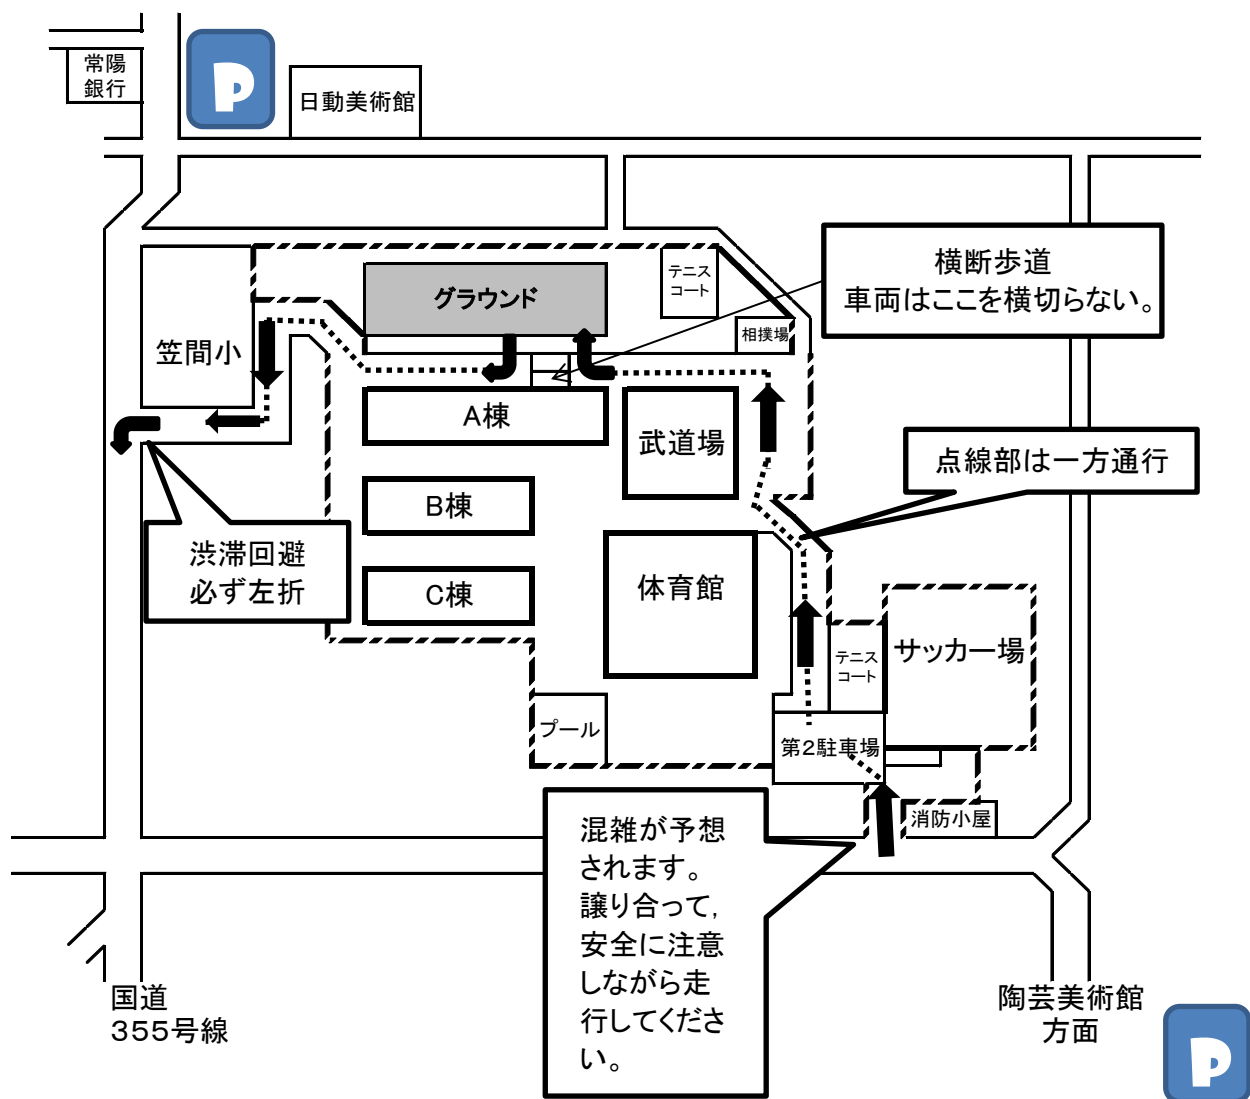 常陽
銀行
P
日動美術館
横断歩道
車両はここを横切らない。
テニス
コート
グラウンド
相撲場
笠間小
A棟
武道場
点線部は一方通行
B棟
渋滞回避
必ず左折
C棟
体育館
テニス
コート
サッカー場
プール
第2駐車場
消防小屋
混雑が予想
されます。
譲り合って,
安全に注意
しながら走
行してくださ
い。
国道
355号線
陶芸美術館
方面
P